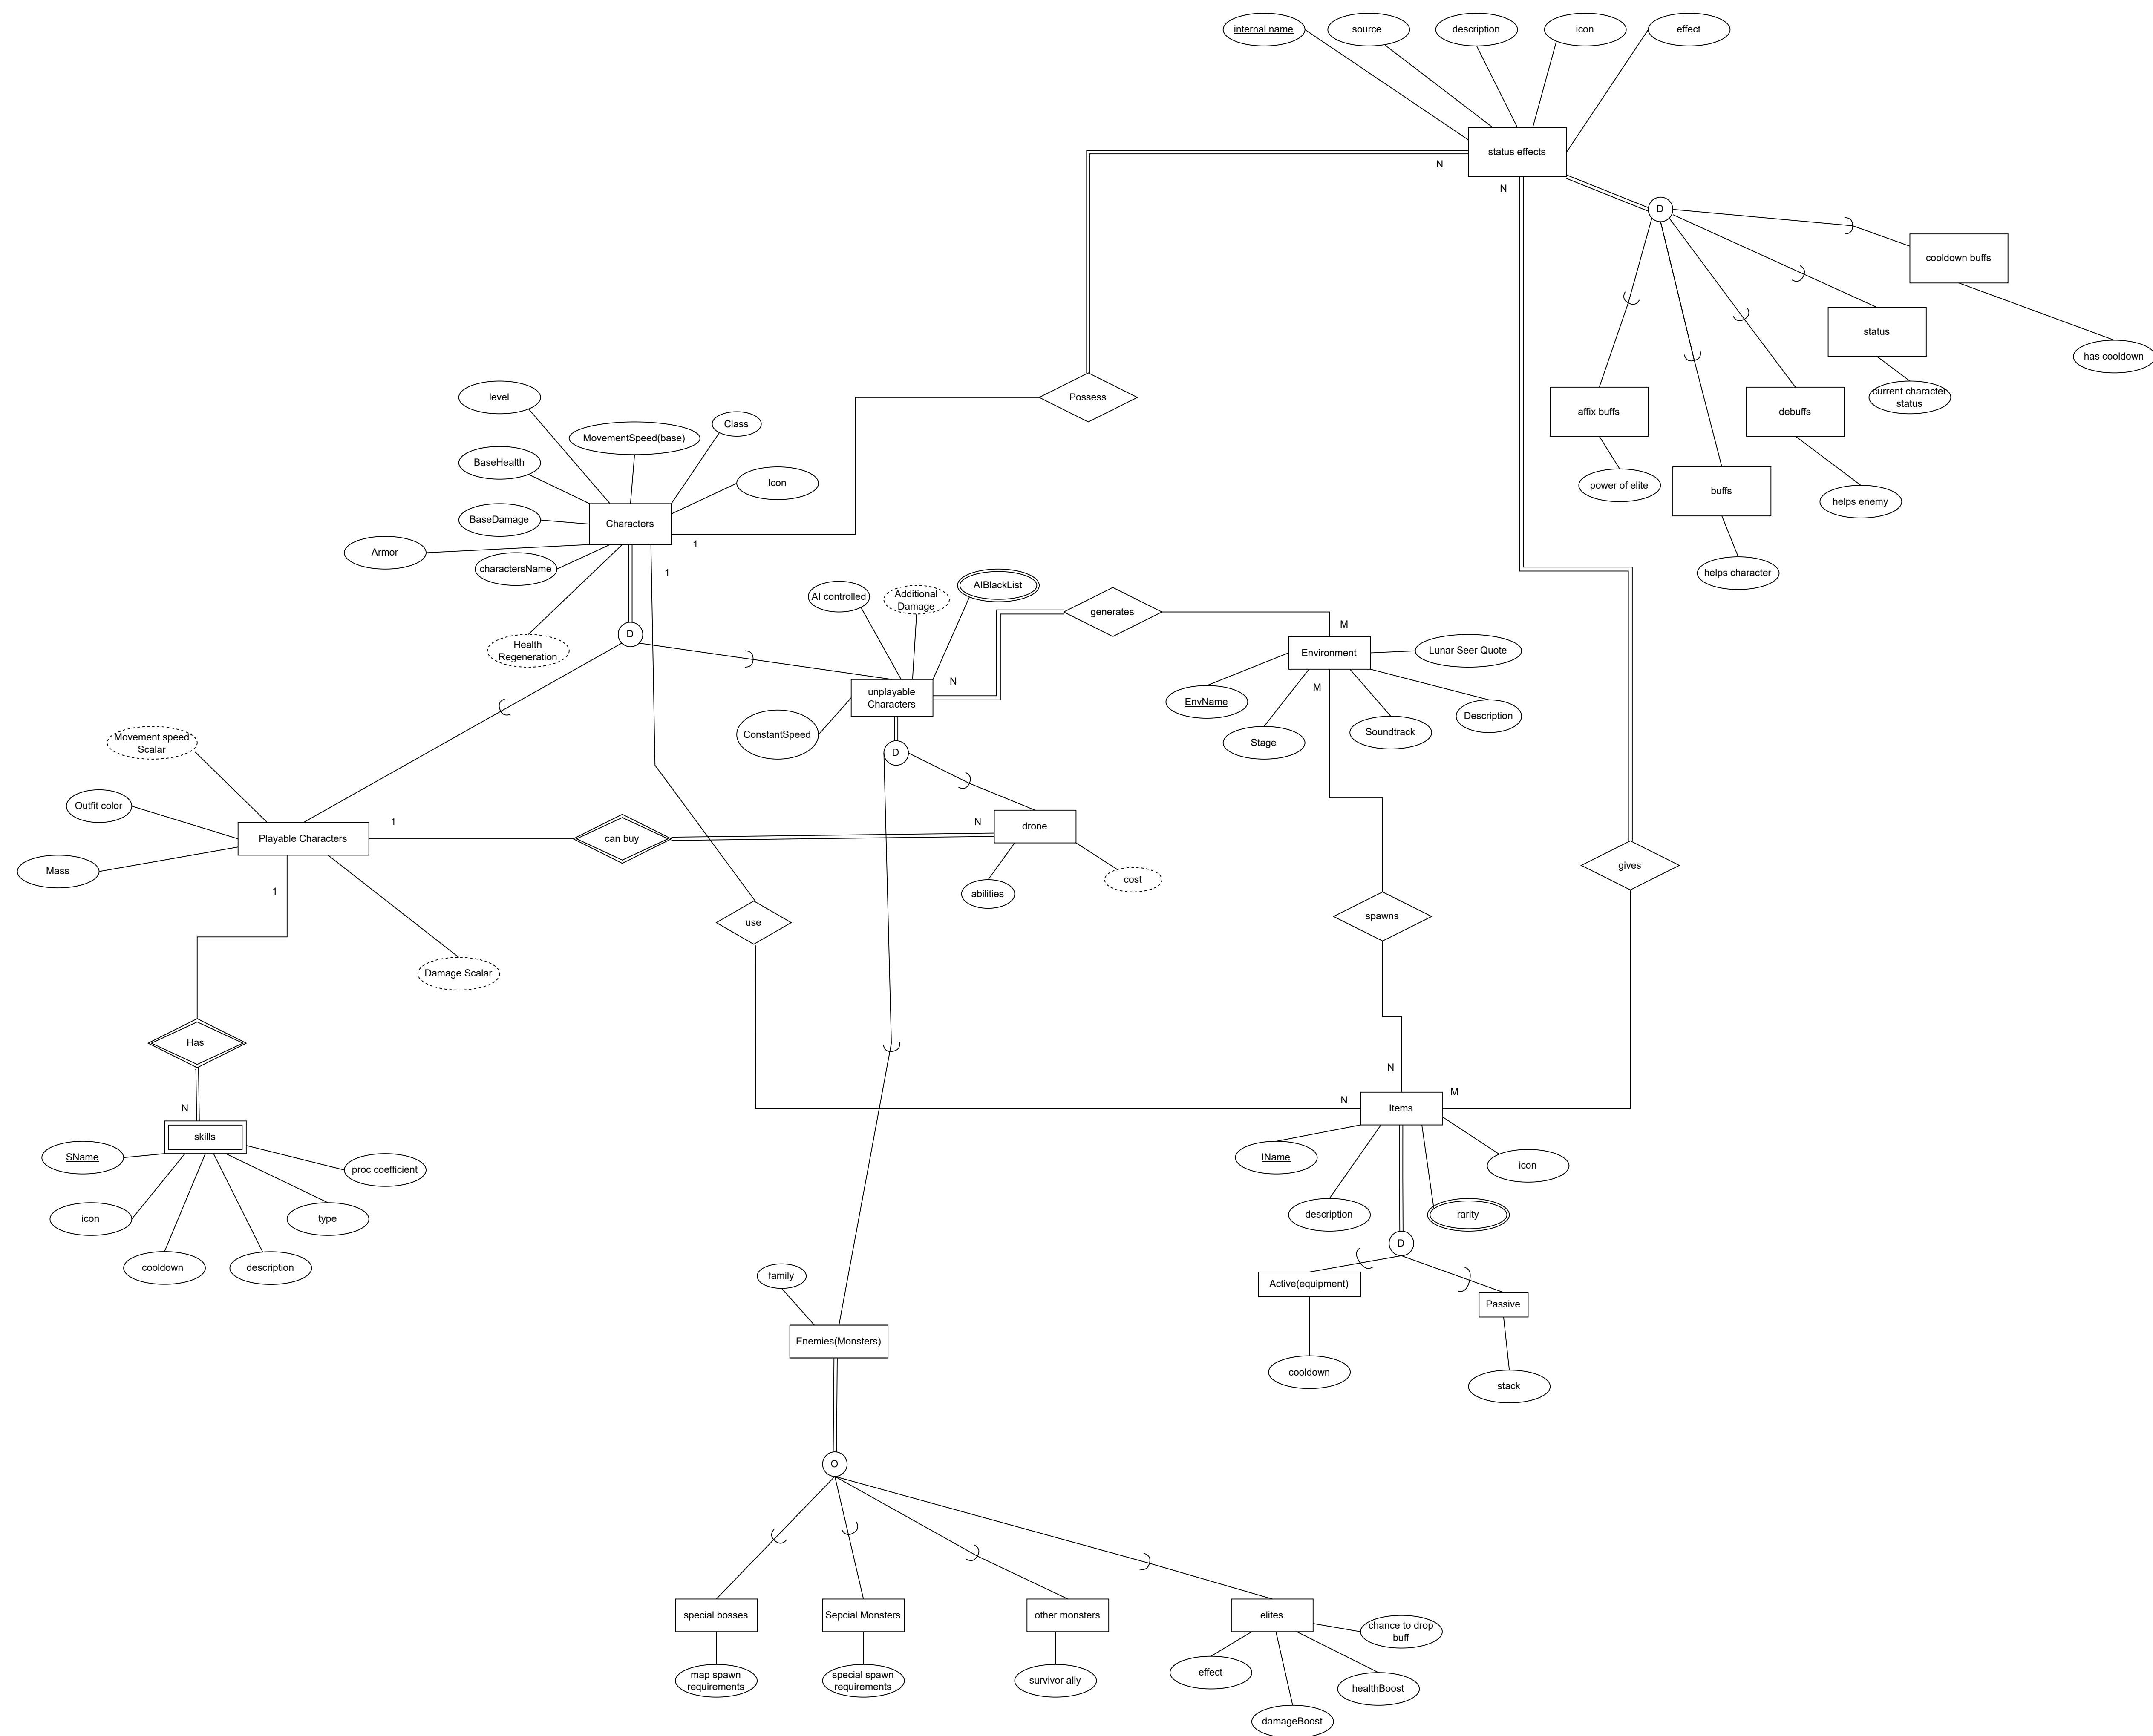 internal name
source
description
icon
effect
status effects
N
N
D
cooldown buffs
has cooldown
status
current character
status
affix buffs
power of elite
debuffs
helps enemy
buffs
helps character
Possess
level
MovementSpeed(base)
Class
BaseHealth
Icon
BaseDamage
Characters
Armor
charactersName
1
1
Health
Regeneration
D
AI controlled
Additional
Damage
AIBlackList
generates
M
Environment
Lunar Seer Quote
EnvName
Stage
Soundtrack
Description
M
unplayable
Characters
N
ConstantSpeed
D
Movement speed
Scalar
Outfit color
Playable Characters
1
Mass
1
can buy
N
drone
abilities
cost
gives
use
spawns
Damage Scalar
Has
N
skills
SName
proc coefficient
icon
type
cooldown
description
N
N
Items
M
IName
icon
description
rarity
D
Active(equipment)
Passive
cooldown
stack
family
Enemies(Monsters)
O
special bosses
Sepcial Monsters
other monsters
elites
chance to drop
buff
map spawn
requirements
special spawn
requirements
survivor ally
effect
healthBoost
damageBoost